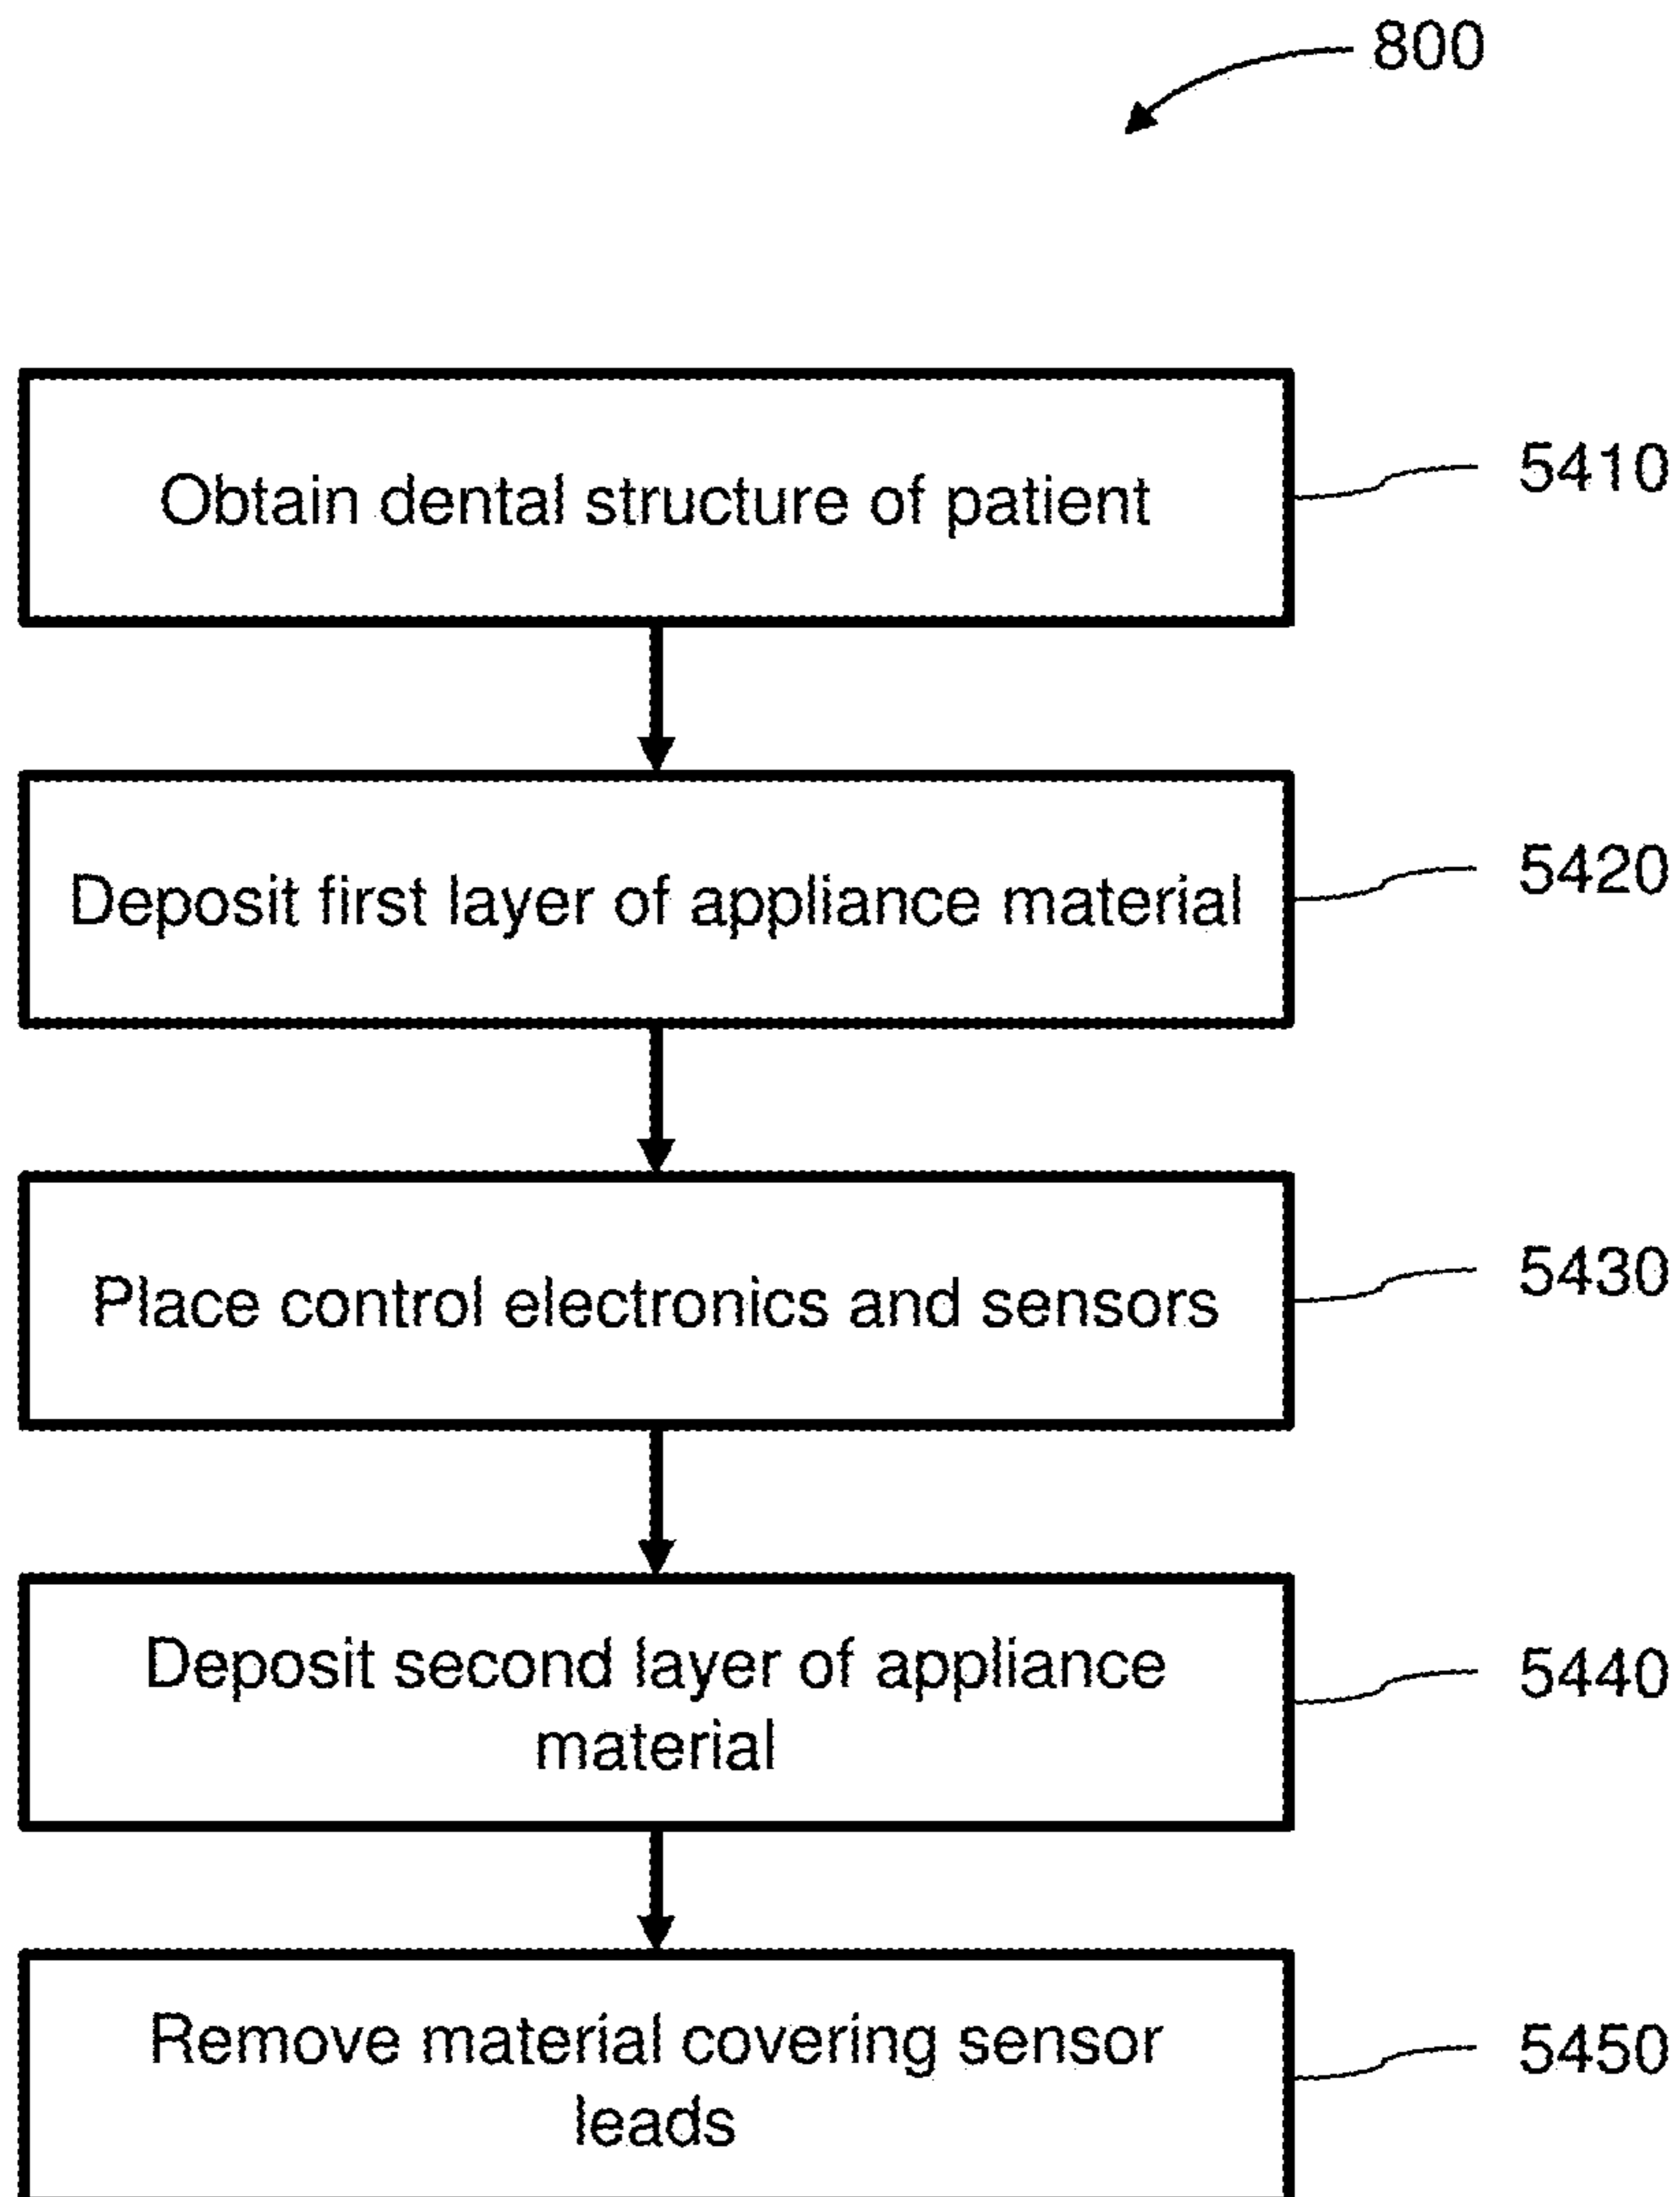 800
Obtain dental structure of patient
5410
Deposit first layer of appliance material
5420
Place control electronics and sensors
5430
Deposit second layer of appliance
material
5440
Remove material covering sensor
leads
5450